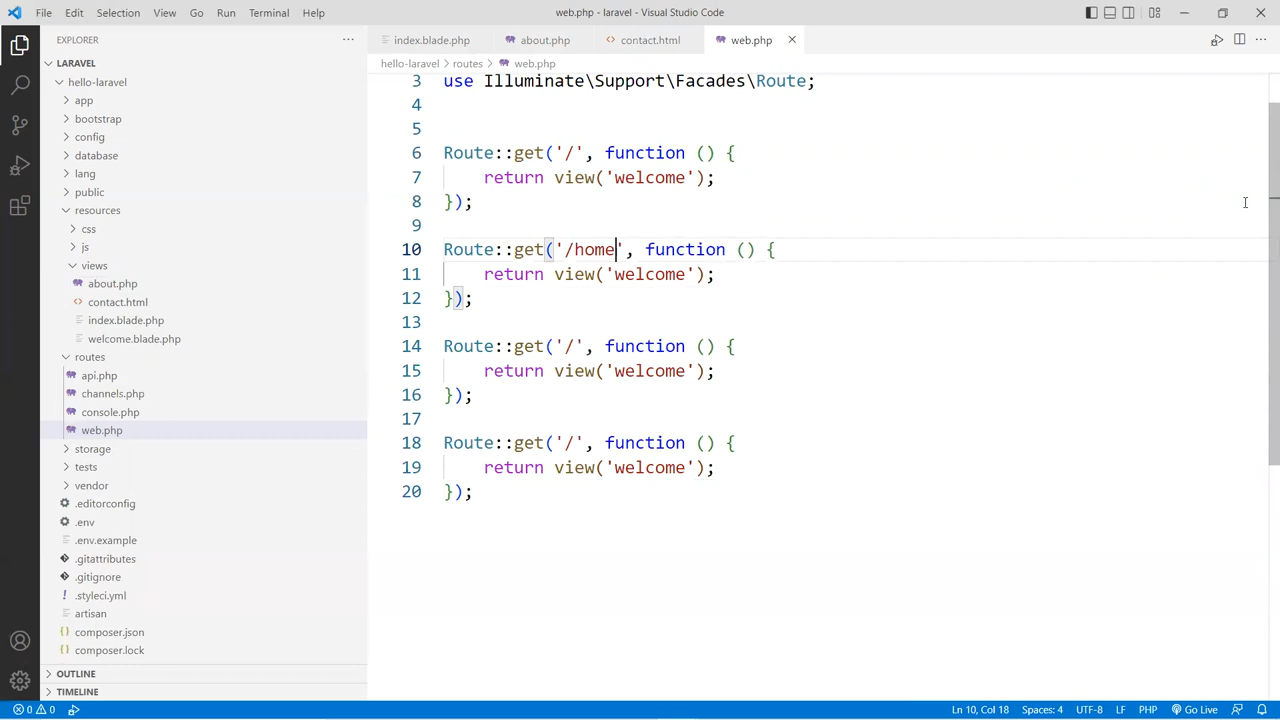 File Edit Selection View Go Run Terminal Help web.php - laravel - Visual Studio Code
EXPLORER
LARAVEL
hello-laravel
app
bootstrap
config
database
lang
public
resources
css
js
views
about.php
contact.html
index.blade.php
welcome.blade.php
routes
api.php
channels.php
console.php
web.php
storage
tests
vendor
.editorconfig
.env
.env.example
.gitattributes
.gitignore
.styleci.yml
artisan
composer.json
composer.lock
OUTLINE
TIMELINE
index.blade.php about.php contact.html web.php
hello-laravel > routes > web.php
3 use Illuminate\Support\Facades\Route;
4
5
6 Route::get('/', function () {
7 return view('welcome');
8 });
9
10 Route::get('/home', function () {
11 return view('welcome');
12 });
13
14 Route::get('/', function () {
15 return view('welcome');
16 });
17
18 Route::get('/', function () {
19 return view('welcome');
20 });
0 0 Ln 10, Col 18 Spaces: 4 UTF-8 LF PHP Go Live